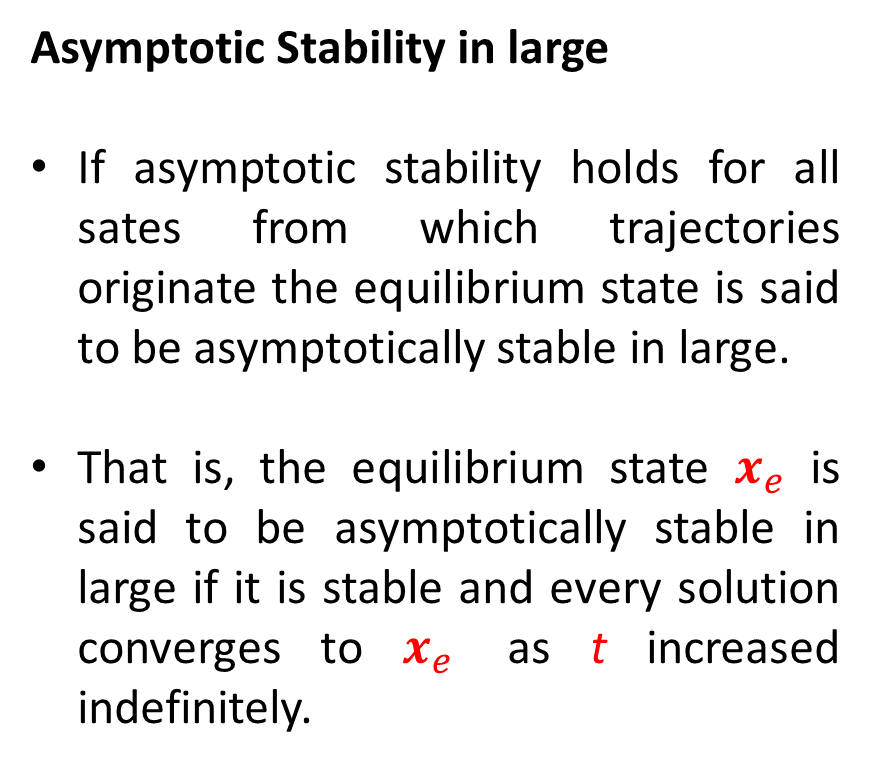 Asymptotic Stability in large
• If asymptotic stability holds for all
sates from which trajectories
originate the equilibrium state is said
to be asymptotically stable in large.
• That is, the equilibrium state xₑ is
said to be asymptotically stable in
large if it is stable and every solution
converges to xₑ as t increased
indefinitely.